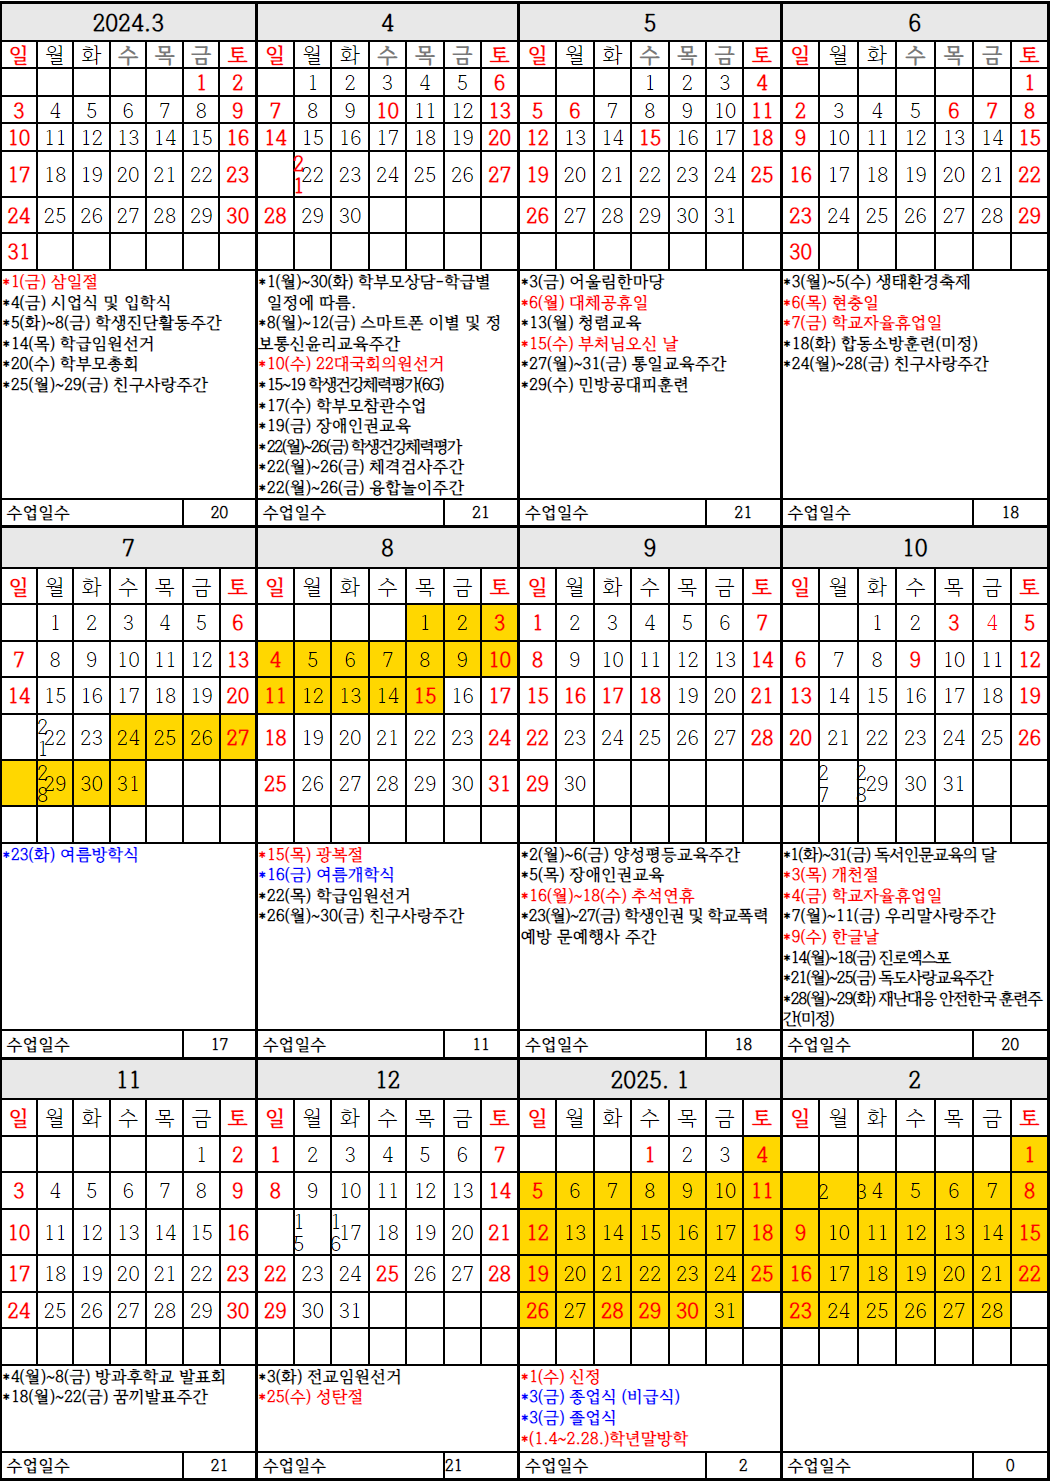 2024.3 4 5 6
일 월 화 수 목 금 토 일 월 화 수 목 금 토 일 월 화 수 목 금 토 일 월 화 수 목 금 토
1 2 1 2 3 4 5 6 1 2 3 4 1
3 4 5 6 7 8 9 7 8 9 10 11 12 13 5 6 7 8 9 10 11 2 3 4 5 6 7 8
10 11 12 13 14 15 16 14 15 16 17 18 19 20 12 13 14 15 16 17 18 9 10 11 12 13 14 15
17 18 19 20 21 22 23 21 22 23 24 25 26 27 19 20 21 22 23 24 25 16 17 18 19 20 21 22
24 25 26 27 28 29 30 28 29 30 26 27 28 29 30 31 23 24 25 26 27 28 29
31 30
*1(금) 삼일절
*4(금) 시업식 및 입학식
*5(화)~8(금) 학생진단활동주간
*14(목) 학급임원선거
*20(수) 학부모총회
*25(월)~29(금) 친구사랑주간
*1(월)~30(화) 학부모상담-학급별
일정에 따름.
*8(월)~12(금) 스마트폰 이별 및 정
보통신윤리교육주간
*10(수) 22대국회의원선거
*15~19 학생건강체력평가(6G)
*17(수) 학부모참관수업
*19(금) 장애인권교육
*22(월)~26(금) 학생건강체력평가
*22(월)~26(금) 체격검사주간
*22(월)~26(금) 융합놀이주간
*3(금) 어울림한마당
*6(월) 대체공휴일
*13(월) 청렴교육
*15(수) 부처님오신 날
*27(월)~31(금) 통일교육주간
*29(수) 민방공대피훈련
*3(월)~5(수) 생태환경축제
*6(목) 현충일
*7(금) 학교자율휴업일
*18(화) 합동소방훈련(미정)
*24(월)~28(금) 친구사랑주간
수업일수 20 수업일수 21 수업일수 21 수업일수 18
7 8 9 10
일 월 화 수 목 금 토 일 월 화 수 목 금 토 일 월 화 수 목 금 토 일 월 화 수 목 금 토
1 2 3 4 5 6 1 2 3 1 2 3 4 5 6 7 1 2 3 4 5
7 8 9 10 11 12 13 4 5 6 7 8 9 10 8 9 10 11 12 13 14 6 7 8 9 10 11 12
14 15 16 17 18 19 20 11 12 13 14 15 16 17 15 16 17 18 19 20 21 13 14 15 16 17 18 19
21 22 23 24 25 26 27 18 19 20 21 22 23 24 22 23 24 25 26 27 28 20 21 22 23 24 25 26
28 29 30 31 25 26 27 28 29 30 31 29 30 27 28 29 30 31
*23(화) 여름방학식
*15(목) 광복절
*16(금) 여름개학식
*22(목) 학급임원선거
*26(월)~30(금) 친구사랑주간
*2(월)~6(금) 양성평등교육주간
*5(목) 장애인권교육
*16(월)~18(수) 추석연휴
*23(월)~27(금) 학생인권 및 학교폭력
예방 문예행사 주간
*1(화)~31(금) 독서인문교육의 달
*3(목) 개천절
*4(금) 학교자율휴업일
*7(월)~11(금) 우리말사랑주간
*9(수) 한글날
*14(월)~18(금) 진로엑스포
*21(월)~25(금) 독도사랑교육주간
*28(월)~29(화) 재난대응 안전한국 훈련주
간(미정)
수업일수 17 수업일수 11 수업일수 18 수업일수 20
11 12 2025. 1 2
일 월 화 수 목 금 토 일 월 화 수 목 금 토 일 월 화 수 목 금 토 일 월 화 수 목 금 토
1 2 1 2 3 4 5 6 7 1 2 3 4 1
3 4 5 6 7 8 9 8 9 10 11 12 13 14 5 6 7 8 9 10 11 2 3 4 5 6 7 8
10 11 12 13 14 15 16 15 16 17 18 19 20 21 12 13 14 15 16 17 18 9 10 11 12 13 14 15
17 18 19 20 21 22 23 22 23 24 25 26 27 28 19 20 21 22 23 24 25 16 17 18 19 20 21 22
24 25 26 27 28 29 30 29 30 31 26 27 28 29 30 31 23 24 25 26 27 28
*4(월)~8(금) 방과후학교 발표회
*18(월)~22(금) 꿈끼발표주간
*3(화) 전교임원선거
*25(수) 성탄절
*1(수) 신정
*3(금) 종업식 (비급식)
*3(금) 졸업식
*(1.4~2.28.)학년말방학
수업일수 21 수업일수 21 수업일수 2 수업일수 0